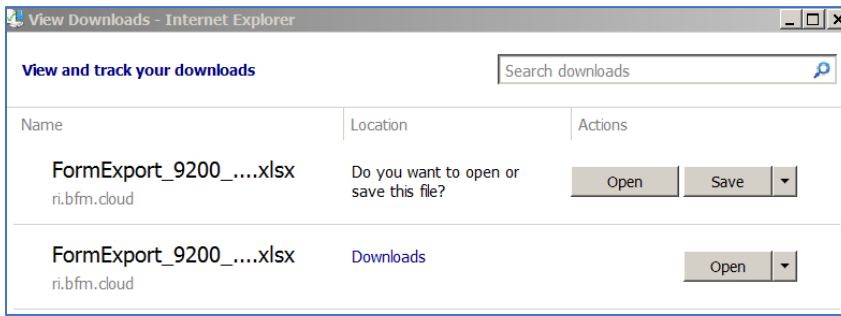 View Downloads - Internet Explorer
View and track your downloads
Search downloads
Name
Location
Actions
FormExport_9200_....xlsx
ri.bfm.cloud
Do you want to open or
save this file?
Open
Save
FormExport_9200_....xlsx
ri.bfm.cloud
Downloads
Open